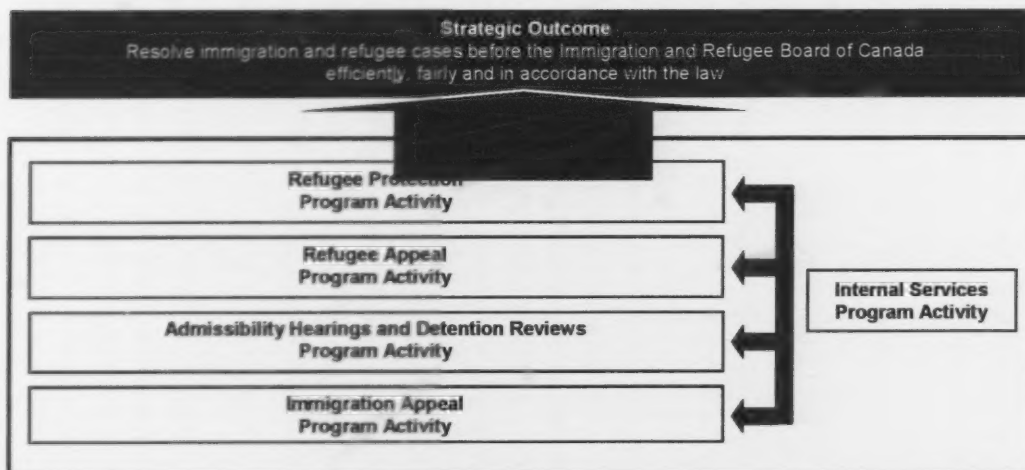 Strategic Outcome
Resolve immigration and refugee cases before the Immigration and Refugee Board of Canada
efficiently, fairly and in accordance with the law
Refugee Protection
Program Activity
Refugee Appeal
Program Activity
Admissibility Hearings and Detention Reviews
Program Activity
Immigration Appeal
Program Activity
Internal Services
Program Activity